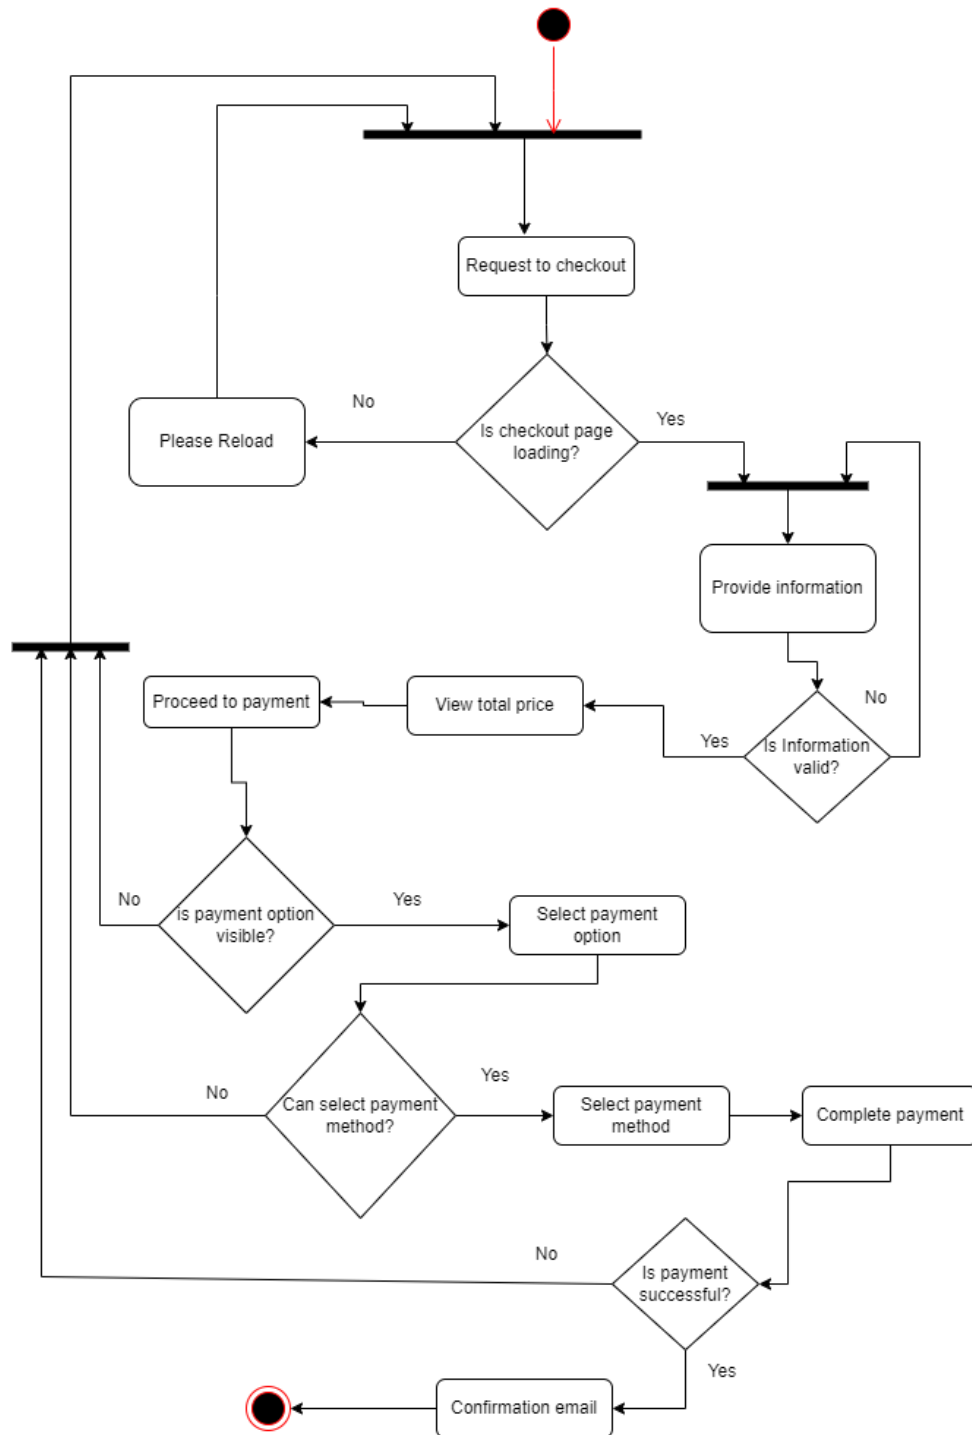 Request to checkout
Is checkout page
loading?
No
Yes
Please Reload
Provide information
Is Information
valid?
No
Yes
View total price
Proceed to payment
is payment option
visible?
No
Yes
Select payment
option
Can select payment
method?
No
Yes
Select payment
method
Complete payment
Is payment
successful?
No
Yes
Confirmation email